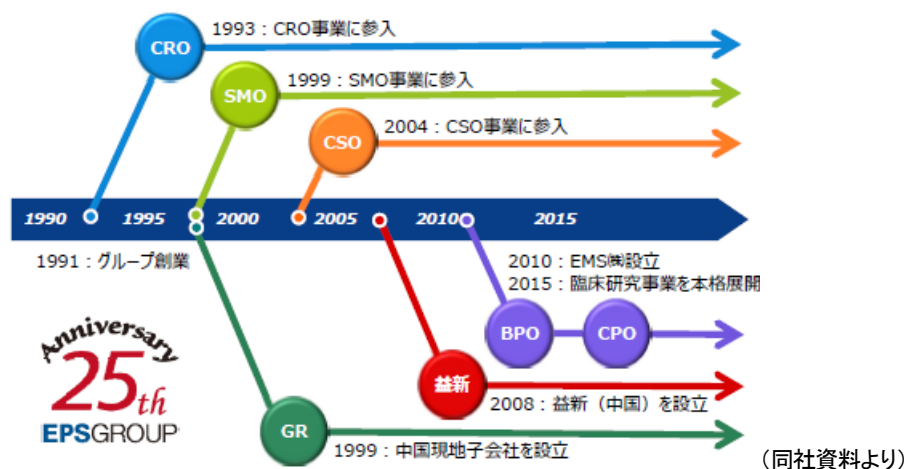 1993：CRO事業に参入
CRO
1999：SMO事業に参入
SMO
2004：CSO事業に参入
CSO
1990 1995 2000 2005 2010 2015
1991：グループ創業
2010：EMS㈱設立
2015：臨床研究事業を本格展開
BPO CPO
益新
2008：益新（中国）を設立
GR
1999：中国現地子会社を設立
Anniversary
25th
EPSGROUP
（同社資料より）